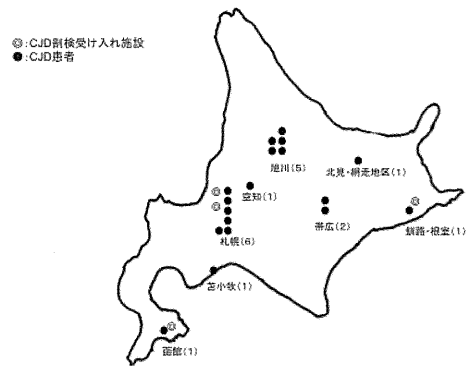 ◎:CJD剖検受け入れ施設
●:CJD患者
旭川(5)
北見・網走地区(1)
空知(1)
帯広(2)
釧路・根室(1)
札幌(6)
苫小牧(1)
函館(1)